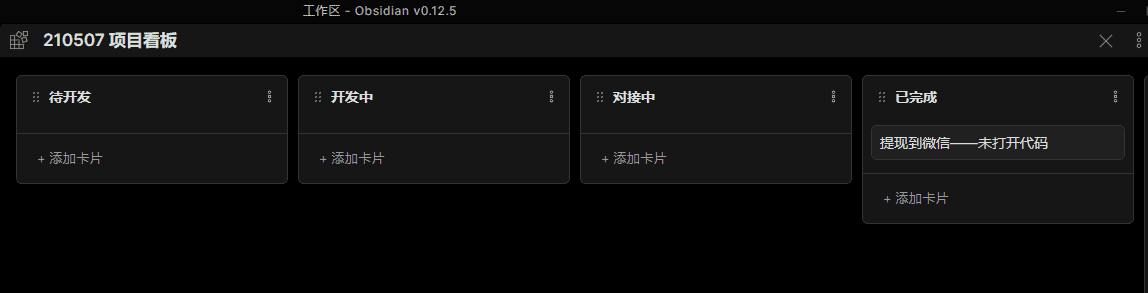 工作区 - Obsidian v0.12.5
210507 项目看板
待开发
+ 添加卡片
开发中
+ 添加卡片
对接中
+ 添加卡片
已完成
提现到微信——未打开代码
+ 添加卡片